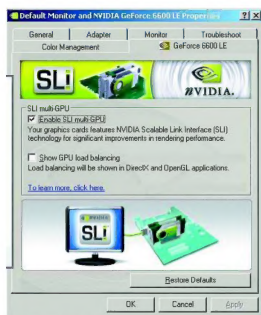 Default Monitor and NVIDIA GeForce 6600 LE Properties
General Adapter Monitor Troubleshoot
Color Management GeForce 6600 LE
SLI
NVIDIA.
SLI multi-GPU
Enable SLI multi-GPU
Your graphics cards features NVIDIA Scalable Link Interface (SLI)
technology for significant improvements in rendering performance.
Show GPU load balancing
Load balancing will be shown in DirectX and OpenGL applications.
To learn more, click here.
NVIDIA
SLI
Restore Defaults
OK Cancel Apply